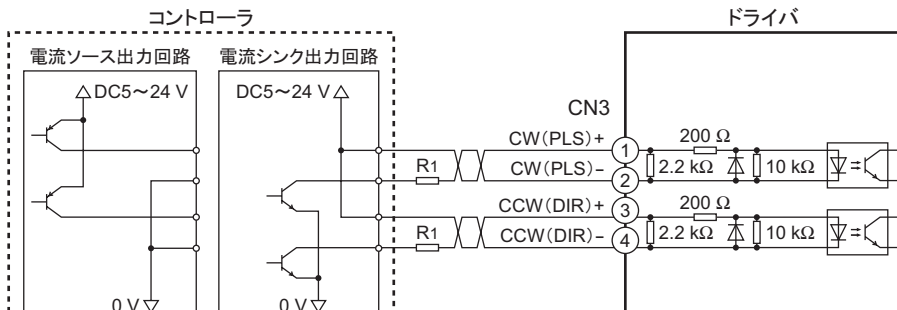 コントローラ
ドライバ
電流ソース出力回路
電流シンク出力回路
DC5～24 V
DC5～24 V
CN3
CW(PLS)+
1
200 Ω
R1
CW(PLS)−
2
2.2 kΩ
10 kΩ
CCW(DIR)+
3
200 Ω
R1
CCW(DIR)−
4
2.2 kΩ
10 kΩ
0 V
0 V